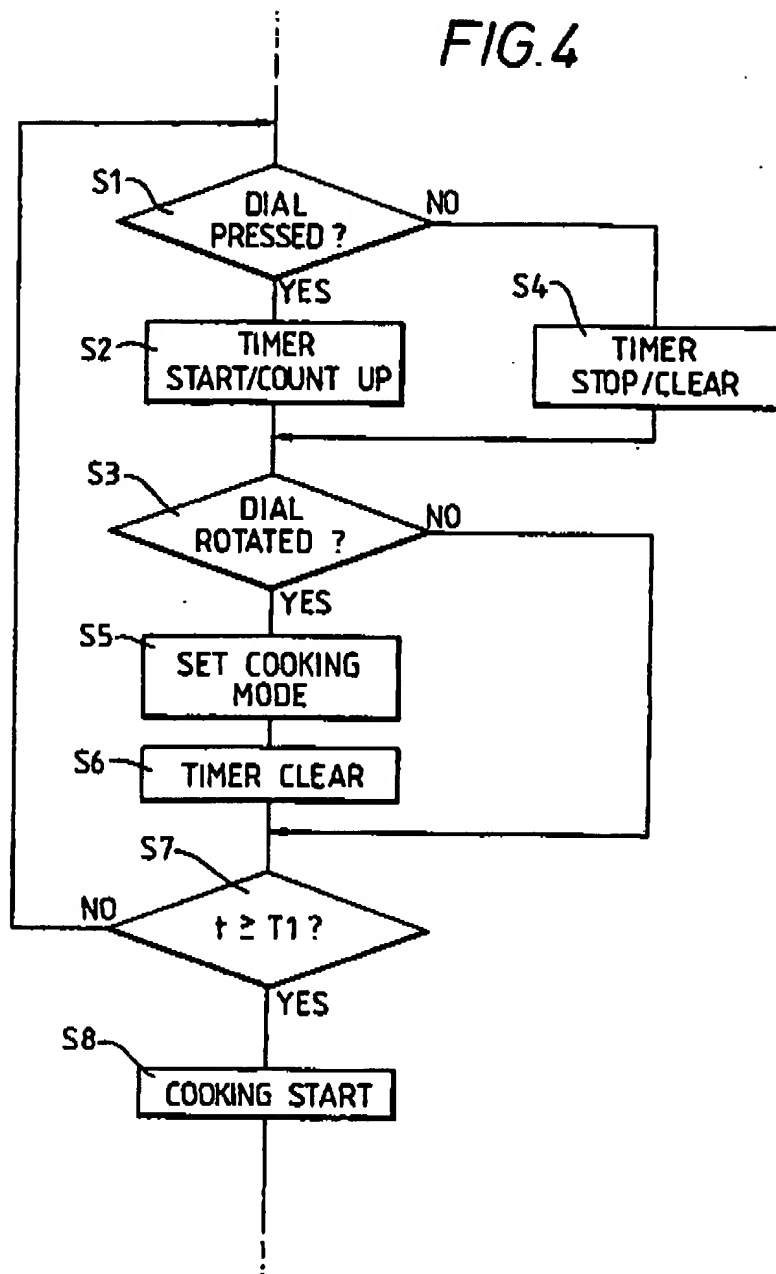 FIG.4
S1
DIAL
PRESSED ?
NO
YES
S2
TIMER
START/COUNT UP
S4
TIMER
STOP/CLEAR
S3
DIAL
ROTATED ?
NO
YES
S5
SET COOKING
MODE
S6
TIMER CLEAR
S7
NO
t ≥ T1 ?
YES
S8
COOKING START